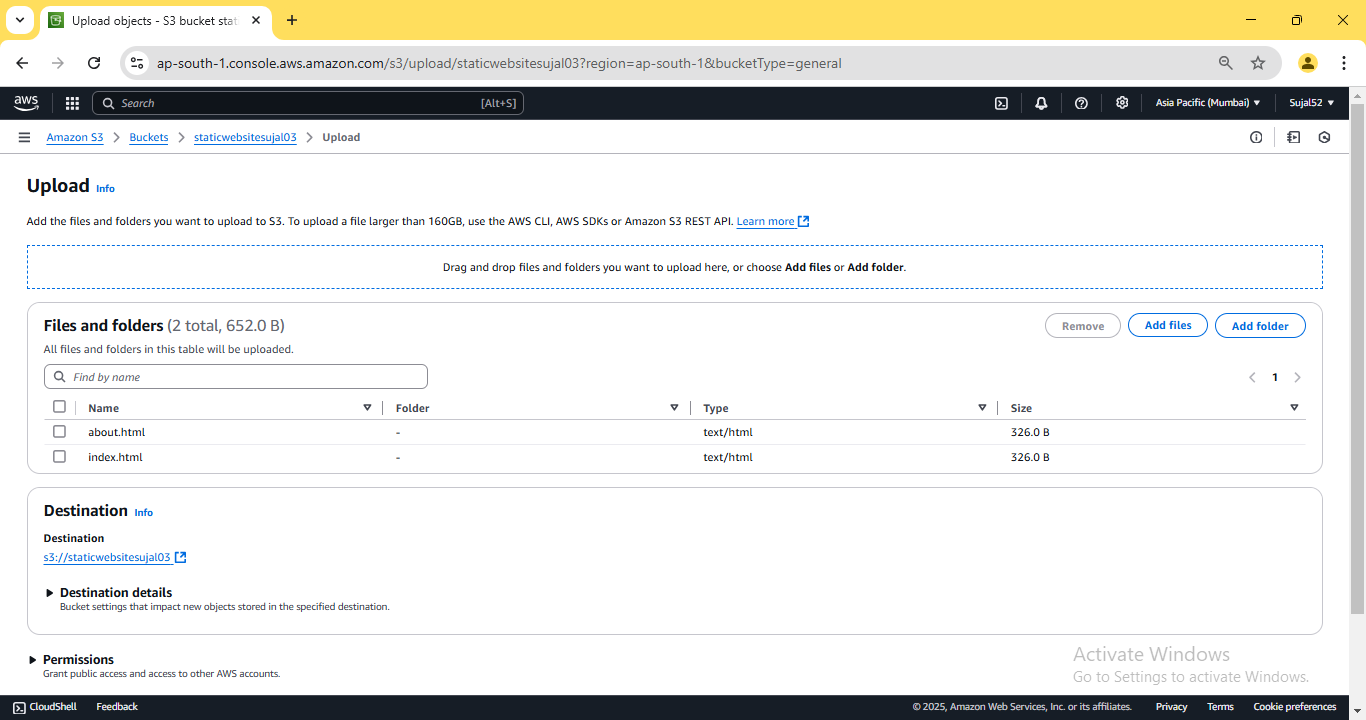 Upload objects - S3 bucket stat
ap-south-1.console.aws.amazon.com/s3/upload/staticwebsitesujal03?region=ap-south-1&bucketType=general
aws Search [Alt+S] Asia Pacific (Mumbai) Sujal52
Amazon S3 Buckets staticwebsitesujal03 Upload
Upload Info
Add the files and folders you want to upload to S3. To upload a file larger than 160GB, use the AWS CLI, AWS SDKs or Amazon S3 REST API. Learn more
Drag and drop files and folders you want to upload here, or choose Add files or Add folder.
Files and folders (2 total, 652.0 B) Remove Add files Add folder
All files and folders in this table will be uploaded.
Find by name 1
Name Folder Type Size
about.html - text/html 326.0 B
index.html - text/html 326.0 B
Destination Info
Destination
s3://staticwebsitesujal03
Destination details
Bucket settings that impact new objects stored in the specified destination.
Permissions
Grant public access and access to other AWS accounts.
Activate Windows
Go to Settings to activate Windows.
CloudShell Feedback © 2025, Amazon Web Services, Inc. or its affiliates. Privacy Terms Cookie preferences